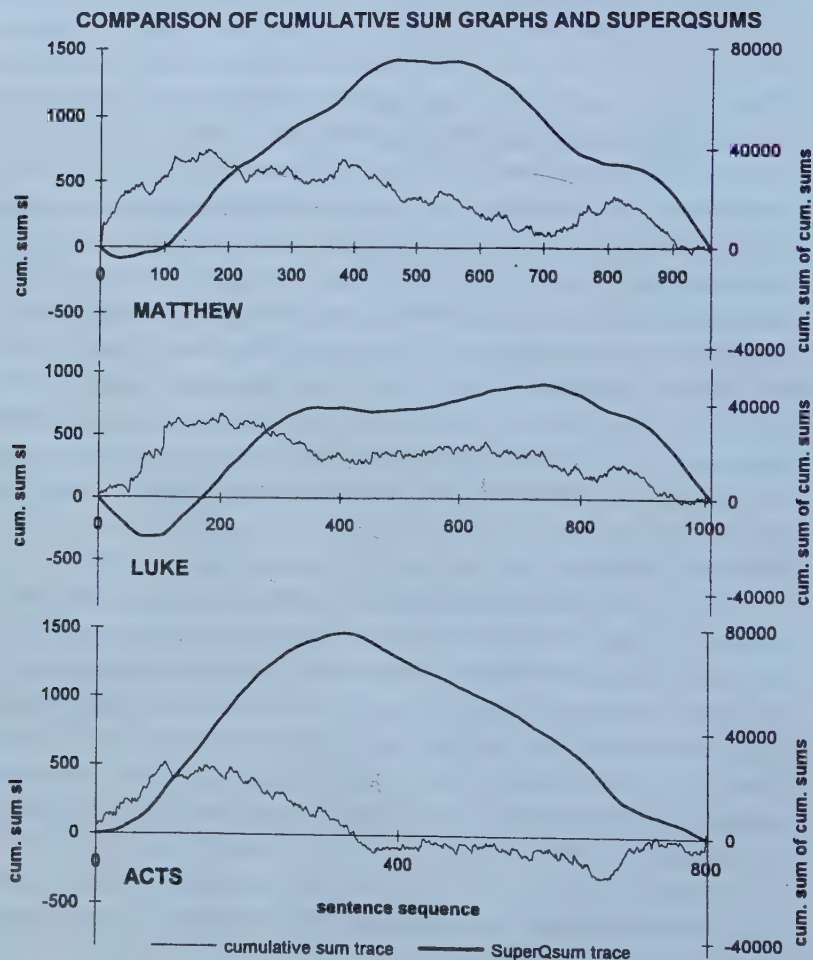 COMPARISON OF CUMULATIVE SUM GRAPHS AND SUPERQSUMS
1500
1000
500
0
-500
cum. sum sl
80000
40000
0
-40000
cum. sum of cum. sums
0 100 200 300 400 500 600 700 800 900
MATTHEW
1000
500
0
-500
cum. sum sl
40000
0
-40000
cum. sum of cum. sums
0 200 400 600 800 1000
LUKE
1500
1000
500
0
-500
cum. sum sl
80000
40000
0
-40000
cum. sum of cum. sums
0 400 800
ACTS
sentence sequence
cumulative sum trace SuperQsum trace